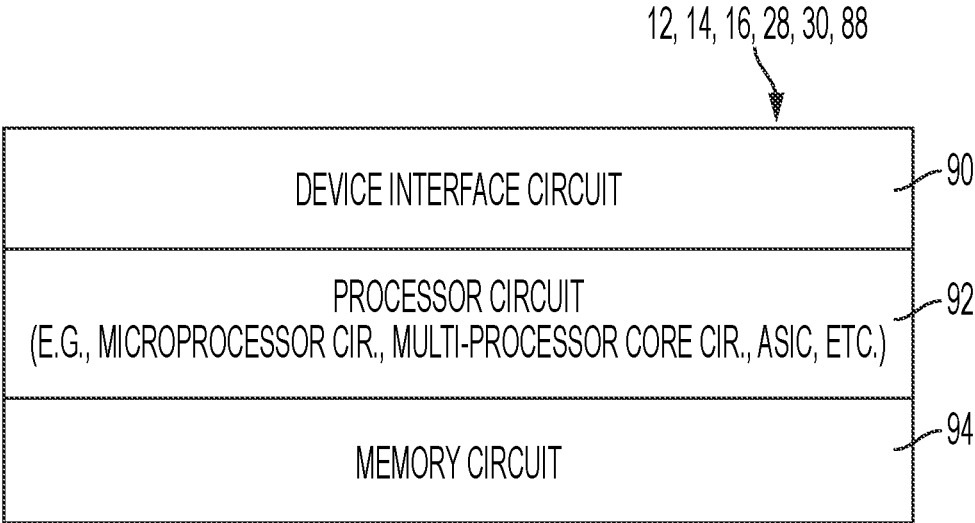 12, 14, 16, 28, 30, 88
DEVICE INTERFACE CIRCUIT
90
PROCESSOR CIRCUIT
(E.G., MICROPROCESSOR CIR., MULTI-PROCESSOR CORE CIR., ASIC, ETC.)
92
MEMORY CIRCUIT
94